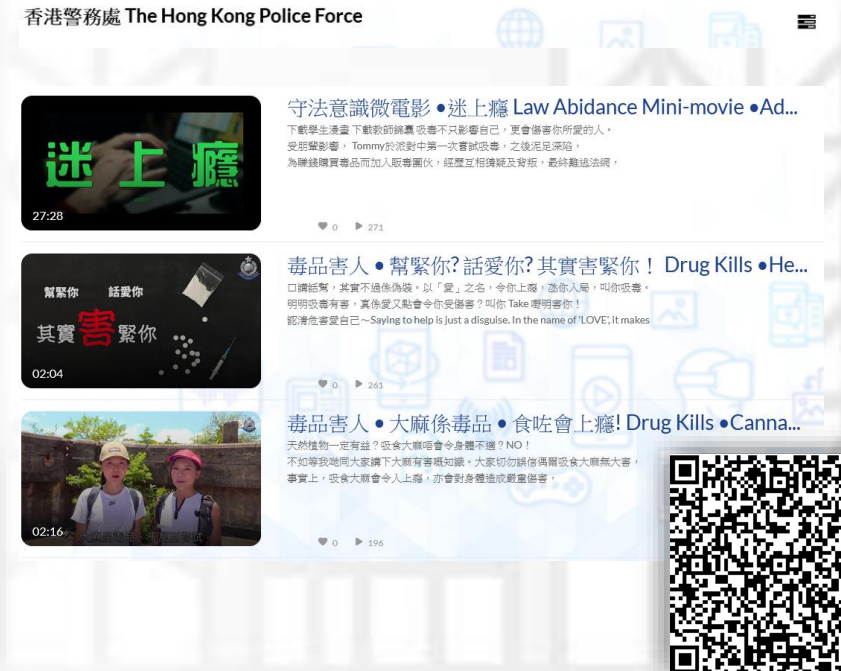 香港警務處 The Hong Kong Police Force
迷上癮
27:28
守法意識微電影 •迷上癮 Law Abidance Mini-movie •Ad...
下載學生漫畫 下載教師錦囊 吸毒不只影響自己,更會傷害你所愛的人。
受朋輩影響, Tommy於派對中第一次嘗試吸毒,之後泥足深陷,
為賺錢購買毒品而加入販毒團伙,經歷互相猜疑及背叛,最終難逃法網,
0 271
幫緊你 話愛你
其實害緊你
02:04
毒品害人 • 幫緊你? 話愛你? 其實害緊你! Drug Kills •He...
口講話幫,其實不過係偽裝。以「愛」之名,令你上癮,氹你入局,叫你吸毒。
明明吸毒有害,真係愛又點會令你受傷害?叫你 Take 嘢明害你!
認清危害愛自己~Saying to help is just a disguise. In the name of 'LOVE', it makes
0 261
02:16
毒品害人 • 大麻係毒品 • 食咗會上癮! Drug Kills •Canna...
天然植物一定有益?吸食大麻唔會令身體不適?NO!
不如等我哋同大家講下大麻有害嘅知識。大家切勿誤信偶爾吸食大麻無大害,
事實上,吸食大麻會令人上癮,亦會對身體造成嚴重傷害,
0 196